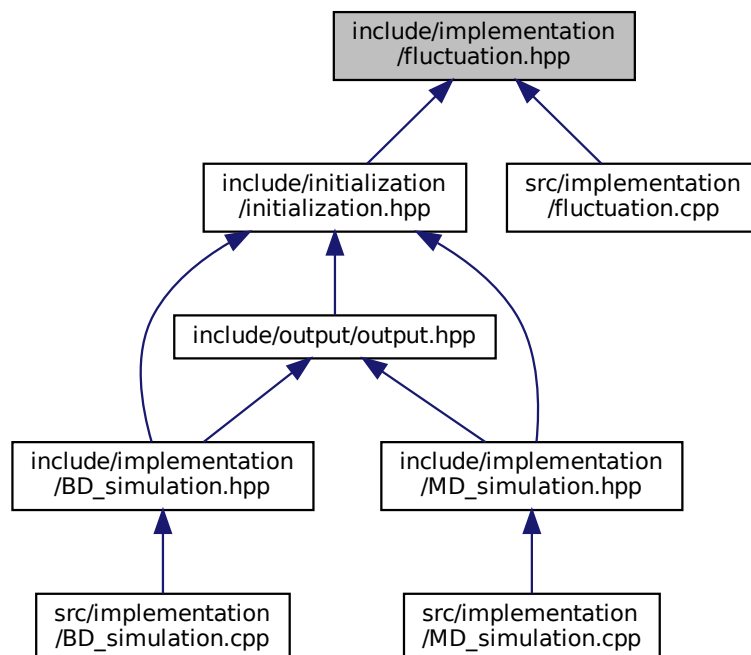 include/implementation
/fluctuation.hpp
include/initialization
/initialization.hpp
src/implementation
/fluctuation.cpp
include/output/output.hpp
include/implementation
/BD_simulation.hpp
include/implementation
/MD_simulation.hpp
src/implementation
/BD_simulation.cpp
src/implementation
/MD_simulation.cpp